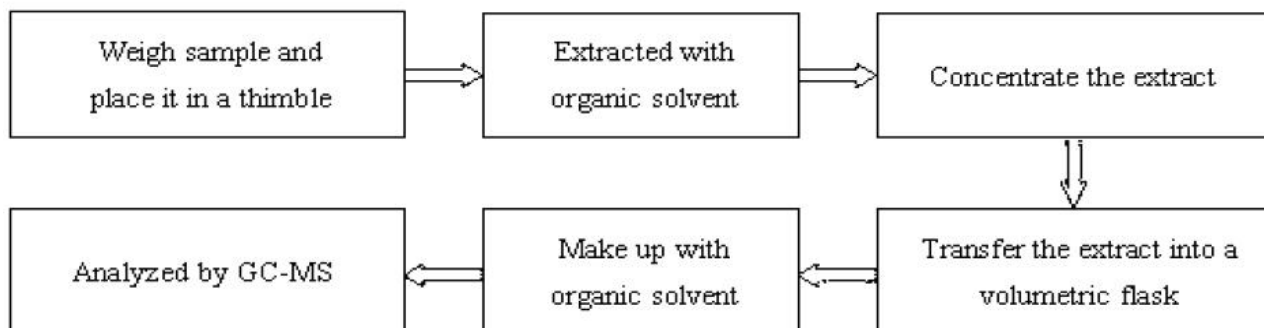 Weigh sample and
place it in a thimble
Extracted with
organic solvent
Concentrate the extract
Transfer the extract into a
volumetric flask
Make up with
organic solvent
Analyzed by GC-MS